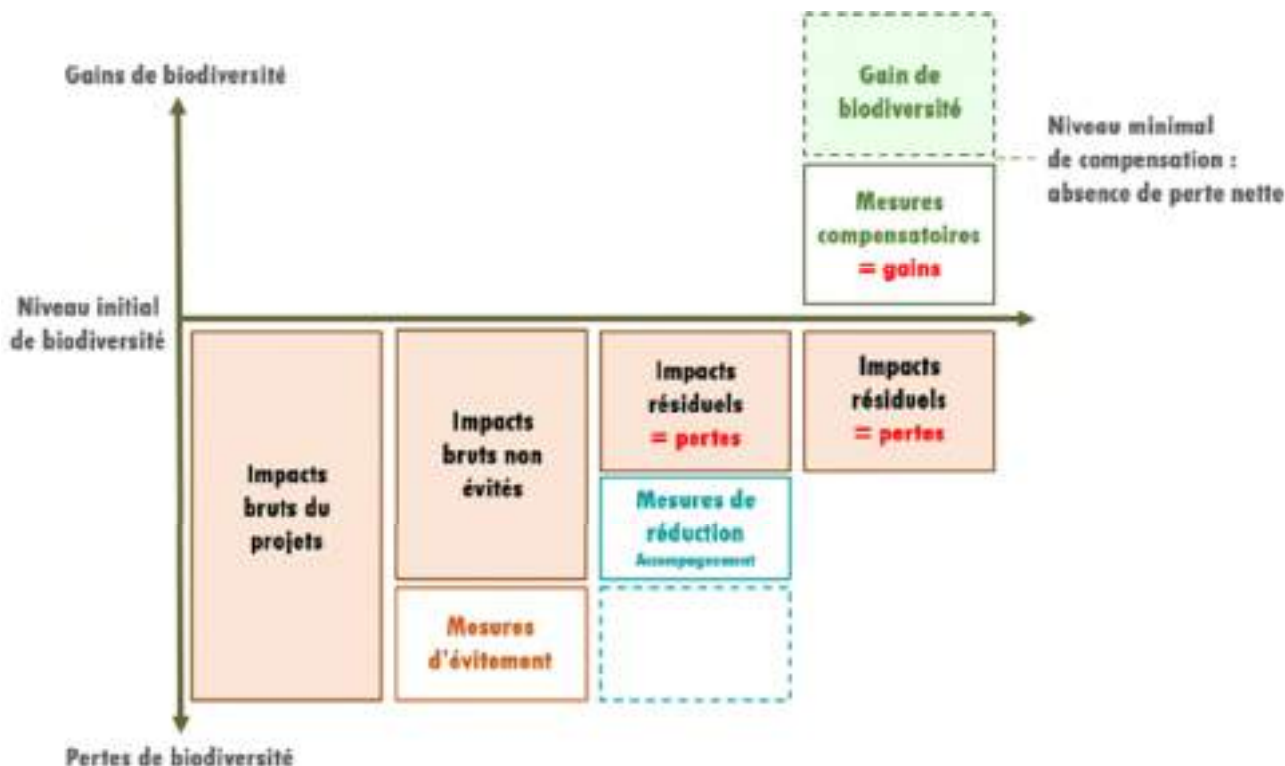 Gains de biodiversité
Gain de
biodiversité
Niveau minimal
de compensation :
absence de perte nette
Mesures
compensatoires
= gains
Niveau initial
de biodiversité
Impacts
bruts du
projets
Impacts
bruts non
évités
Mesures
d'évitement
Impacts
résiduels
= pertes
Mesures de
réduction
Accompagnement
Impacts
résiduels
= pertes
Pertes de biodiversité